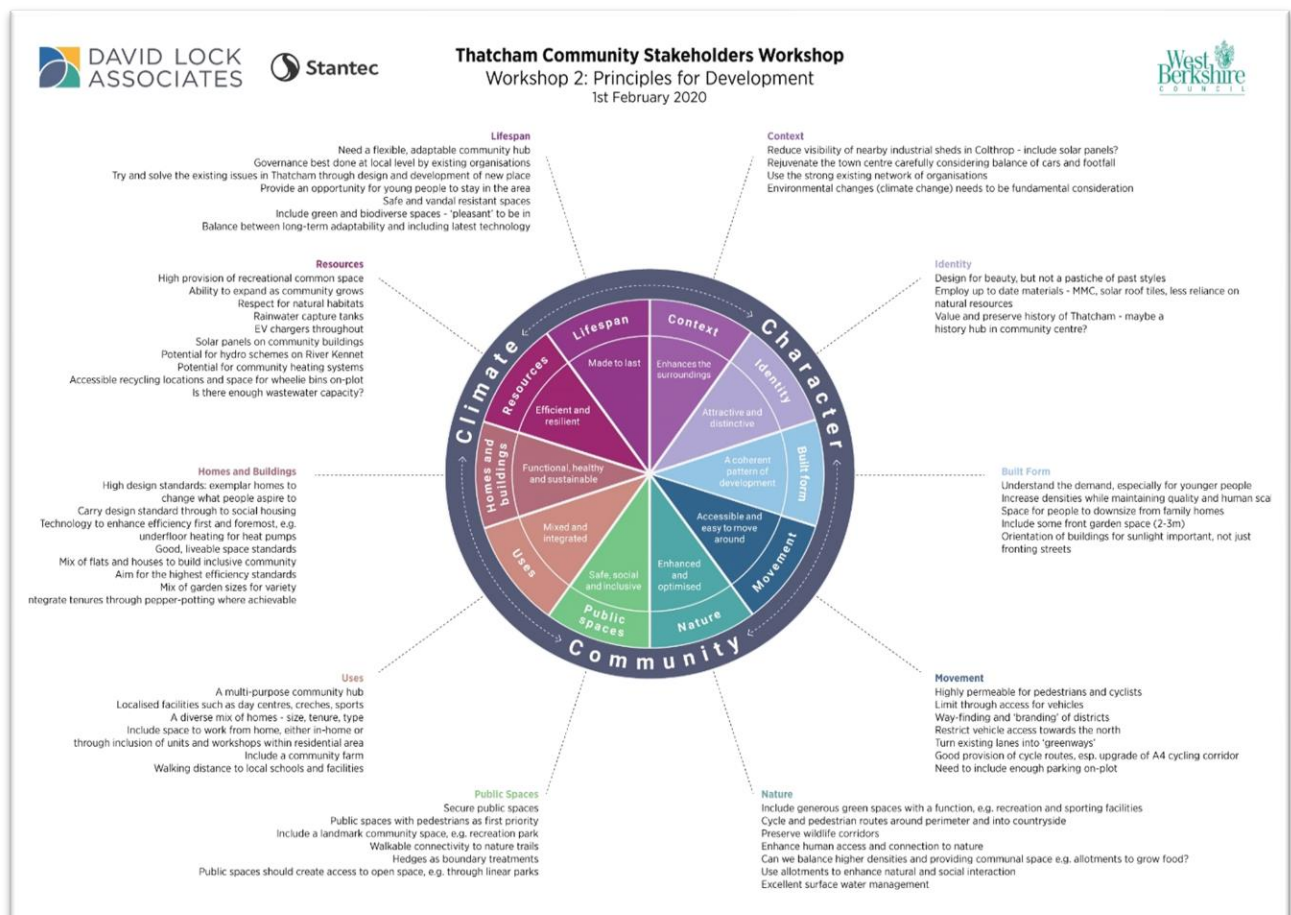 DAVID LOCK
ASSOCIATES
Stantec
Thatcham Community Stakeholders Workshop
Workshop 2: Principles for Development
1st February 2020
West
Berkshire
COUNCIL
Lifespan
Need a flexible, adaptable community hub
Governance best done at local level by existing organisations
Try and solve the existing issues in Thatcham through design and development of new place
Provide an opportunity for young people to stay in the area
Safe and vandal resistant spaces
Include green and biodiverse spaces - 'pleasant' to be in
Balance between long-term adaptability and including latest technology
Context
Reduce visibility of nearby industrial sheds in Colthrop - include solar panels?
Rejuvenate the town centre carefully considering balance of cars and footfall
Use the strong existing network of organisations
Environmental changes (climate change) needs to be fundamental consideration
Resources
High provision of recreational common space
Ability to expand as community grows
Respect for natural habitats
Rainwater capture tanks
EV chargers throughout
Solar panels on community buildings
Potential for hydro schemes on River Kennet
Potential for community heating systems
Accessible recycling locations and space for wheelie bins on-plot
Is there enough wastewater capacity?
Identity
Design for beauty, but not a pastiche of past styles
Employ up to date materials - MMC, solar roof tiles, less reliance on
natural resources
Value and preserve history of Thatcham - maybe a
history hub in community centre?
Climate
Character
Community
Lifespan
Made to last
Context
Enhances the
surroundings
Identity
Attractive and
distinctive
Built form
A coherent
pattern of
development
Movement
Accessible and
easy to move
around
Nature
Enhanced
and
optimised
Public
spaces
Safe, social
and inclusive
Uses
Mixed and
integrated
Homes and
buildings
Functional, healthy
and sustainable
Resources
Efficient and
resilient
Homes and Buildings
High design standards: exemplar homes to
change what people aspire to
Carry design standard through to social housing
Technology to enhance efficiency first and foremost, e.g.
underfloor heating for heat pumps
Good, liveable space standards
Mix of flats and houses to build inclusive community
Aim for the highest efficiency standards
Mix of garden sizes for variety
ntegrate tenures through pepper-potting where achievable
Built Form
Understand the demand, especially for younger people
Increase densities while maintaining quality and human sca
Space for people to downsize from family homes
Include some front garden space (2-3m)
Orientation of buildings for sunlight important, not just
fronting streets
Uses
A multi-purpose community hub
Localised facilities such as day centres, creches, sports
A diverse mix of homes - size, tenure, type
Include space to work from home, either in-home or
through inclusion of units and workshops within residential area
Include a community farm
Walking distance to local schools and facilities
Movement
Highly permeable for pedestrians and cyclists
Limit through access for vehicles
Way-finding and 'branding' of districts
Restrict vehicle access towards the north
Turn existing lanes into 'greenways'
Good provision of cycle routes, esp. upgrade of A4 cycling corridor
Need to include enough parking on-plot
Public Spaces
Secure public spaces
Public spaces with pedestrians as first priority
Include a landmark community space, e.g. recreation park
Walkable connectivity to nature trails
Hedges as boundary treatments
Public spaces should create access to open space, e.g. through linear parks
Nature
Include generous green spaces with a function, e.g. recreation and sporting facilities
Cycle and pedestrian routes around perimeter and into countryside
Preserve wildlife corridors
Enhance human access and connection to nature
Can we balance higher densities and providing communal space e.g. allotments to grow food?
Use allotments to enhance natural and social interaction
Excellent surface water management